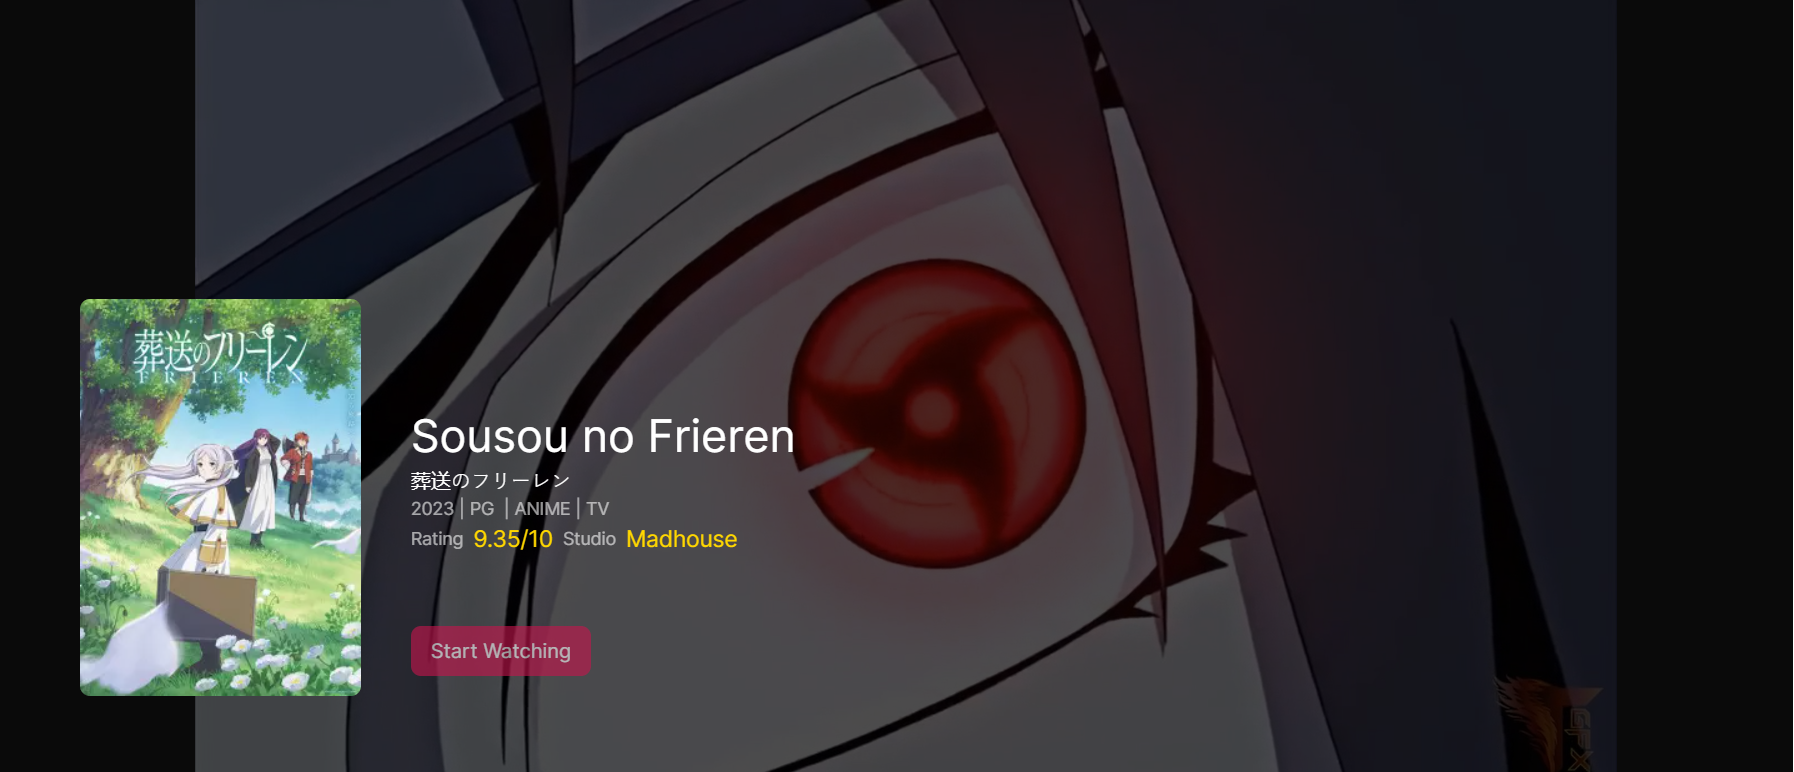 葬送のフリーレン
FRIEREN
Sousou no Frieren
葬送のフリーレン
2023 | PG | ANIME | TV
Rating 9.35/10 Studio Madhouse
Start Watching
GFX